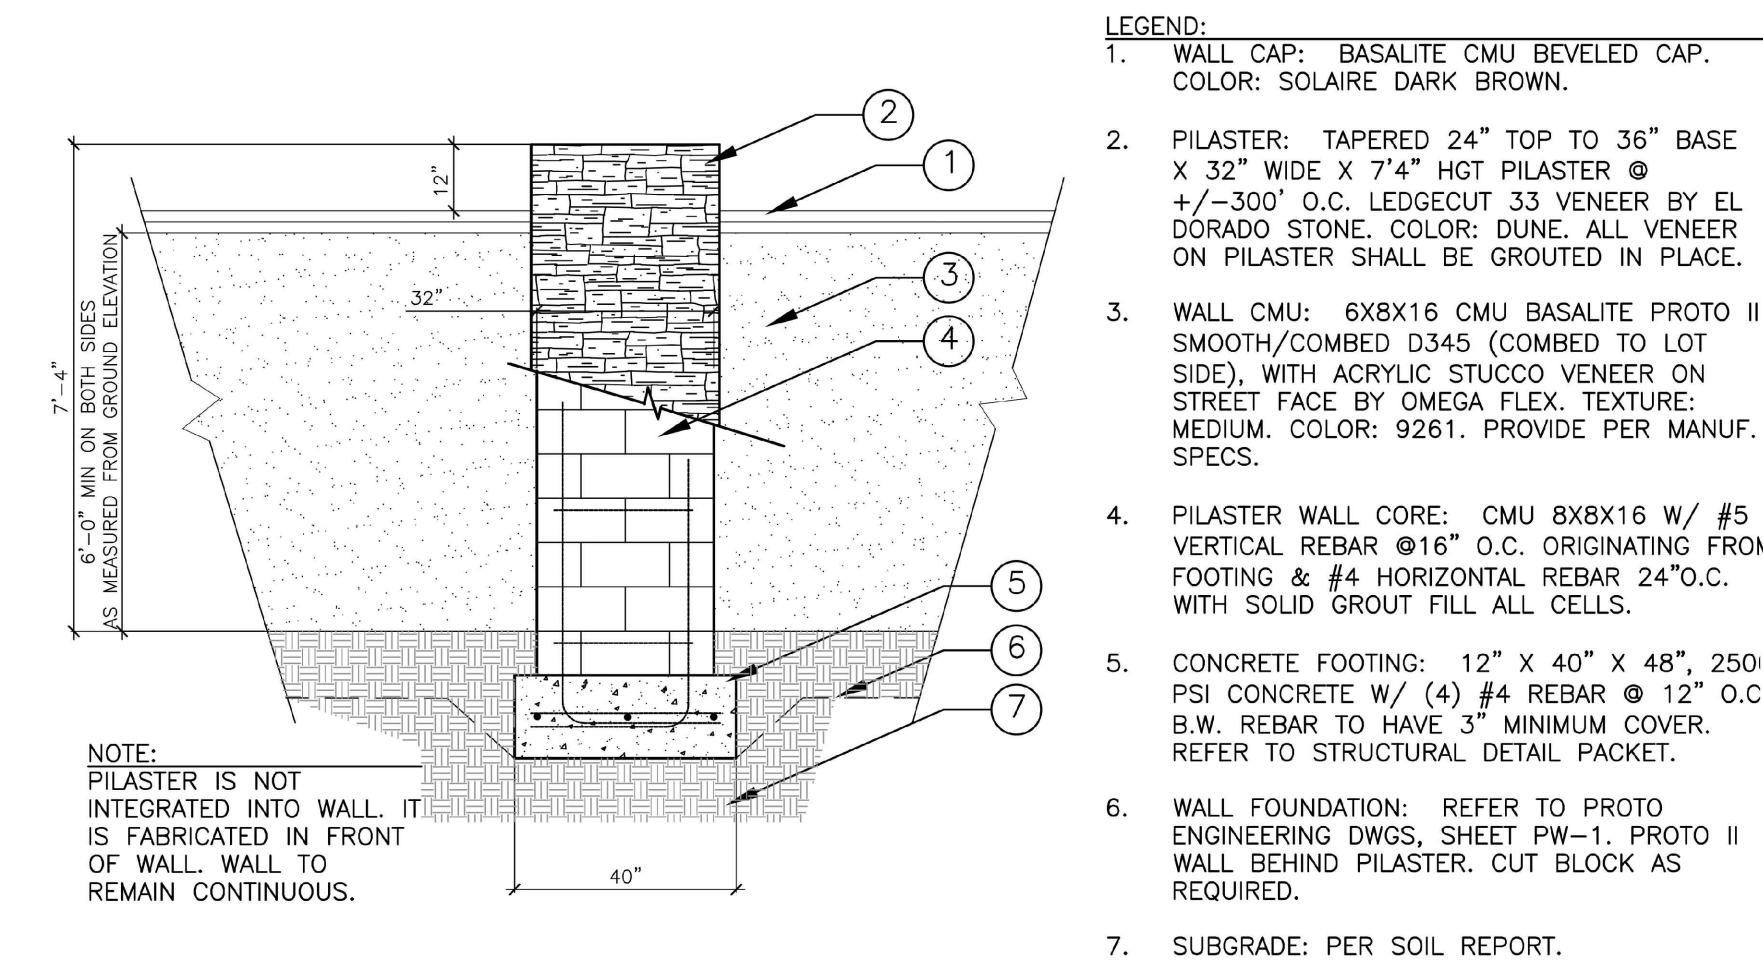 2
1
12"
32"
3
4
7'-4"
6'-0" MIN ON BOTH SIDES
AS MEASURED FROM GROUND ELEVATION
5
6
7
40"
NOTE:
PILASTER IS NOT
INTEGRATED INTO WALL. IT
IS FABRICATED IN FRONT
OF WALL. WALL TO
REMAIN CONTINUOUS.
LEGEND:
1. WALL CAP: BASALITE CMU BEVELED CAP.
COLOR: SOLAIRE DARK BROWN.
2. PILASTER: TAPERED 24" TOP TO 36" BASE
X 32" WIDE X 7'4" HGT PILASTER @
+/-300' O.C. LEDGECUT 33 VENEER BY EL
DORADO STONE. COLOR: DUNE. ALL VENEER
ON PILASTER SHALL BE GROUTED IN PLACE.
3. WALL CMU: 6X8X16 CMU BASALITE PROTO II
SMOOTH/COMBED D345 (COMBED TO LOT
SIDE), WITH ACRYLIC STUCCO VENEER ON
STREET FACE BY OMEGA FLEX. TEXTURE:
MEDIUM. COLOR: 9261. PROVIDE PER MANUF.
SPECS.
4. PILASTER WALL CORE: CMU 8X8X16 W/ #5
VERTICAL REBAR @16" O.C. ORIGINATING FROM
FOOTING & #4 HORIZONTAL REBAR 24"O.C.
WITH SOLID GROUT FILL ALL CELLS.
5. CONCRETE FOOTING: 12" X 40" X 48",
PSI CONCRETE W/ (4) #4 REBAR @ 12" O.C
B.W. REBAR TO HAVE 3" MINIMUM COVER.
REFER TO STRUCTURAL DETAIL PACKET.
6. WALL FOUNDATION: REFER TO PROTO
ENGINEERING DWGS, SHEET PW-1. PROTO II
WALL BEHIND PILASTER. CUT BLOCK AS
REQUIRED.
7. SUBGRADE: PER SOIL REPORT.